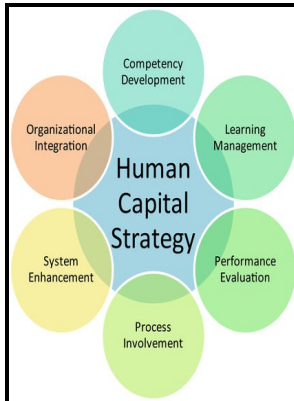 Competency
Development
Organizational
Integration
Learning
Management
Human
Capital
Strategy
System
Enhancement
Performance
Evaluation
Process
Involvement